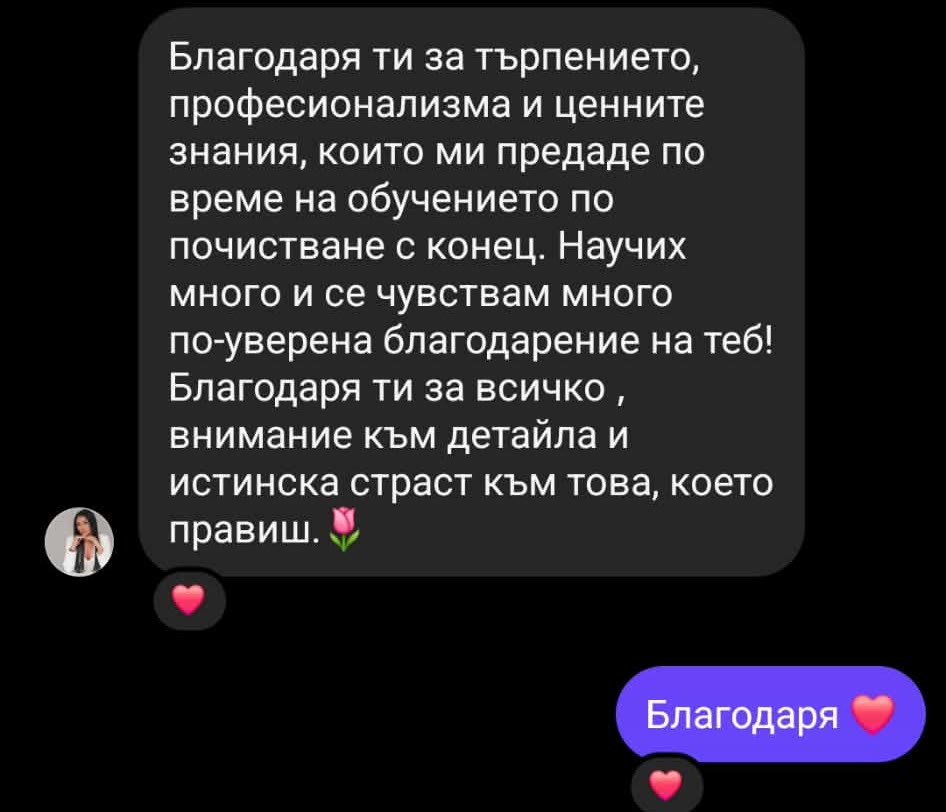 Благодаря ти за търпението,
професионализма и ценните
знания, които ми предаде по
време на обучението по
почистване с конец. Научих
много и се чувствам много
по-уверена благодарение на теб!
Благодаря ти за всичко ,
внимание към детайла и
истинска страст към това, което
правиш.🌷
❤️
Благодаря ❤️
❤️